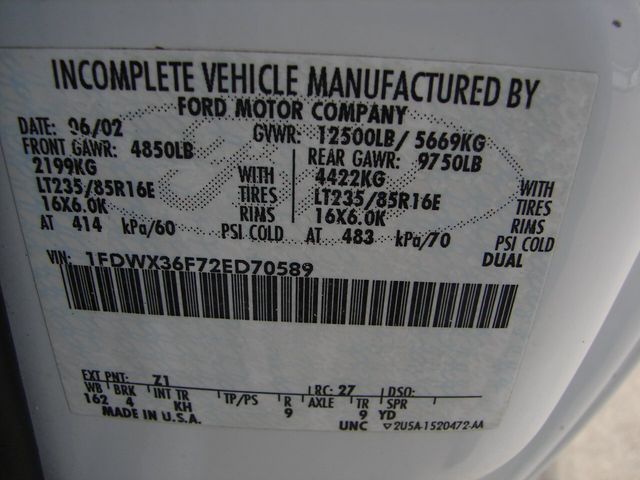 INCOMPLETE VEHICLE MANUFACTURED BY
FORD MOTOR COMPANY
DATE: 06/02 GVWR: 12500LB/ 5669KG
FRONT GAWR: 4850LB REAR GAWR: 9750LB
2199KG WITH 4422KG WITH
LT235/85R16E TIRES LT235/85R16E TIRES
16X6.0K RIMS 16X6.0K RIMS
AT 414 kPa/60 PSI COLD AT 483 kPa/70 PSI COLD
VIN: 1FDWX36F72ED70589 DUAL
EXT PNT: Z1 RC: 27 DSO:
WB BRK INT TR TP/PS R AXLE TR SPR
162 4 KH 9 9 YD
MADE IN U.S.A. UNC ▽2U5A-1520472-AA